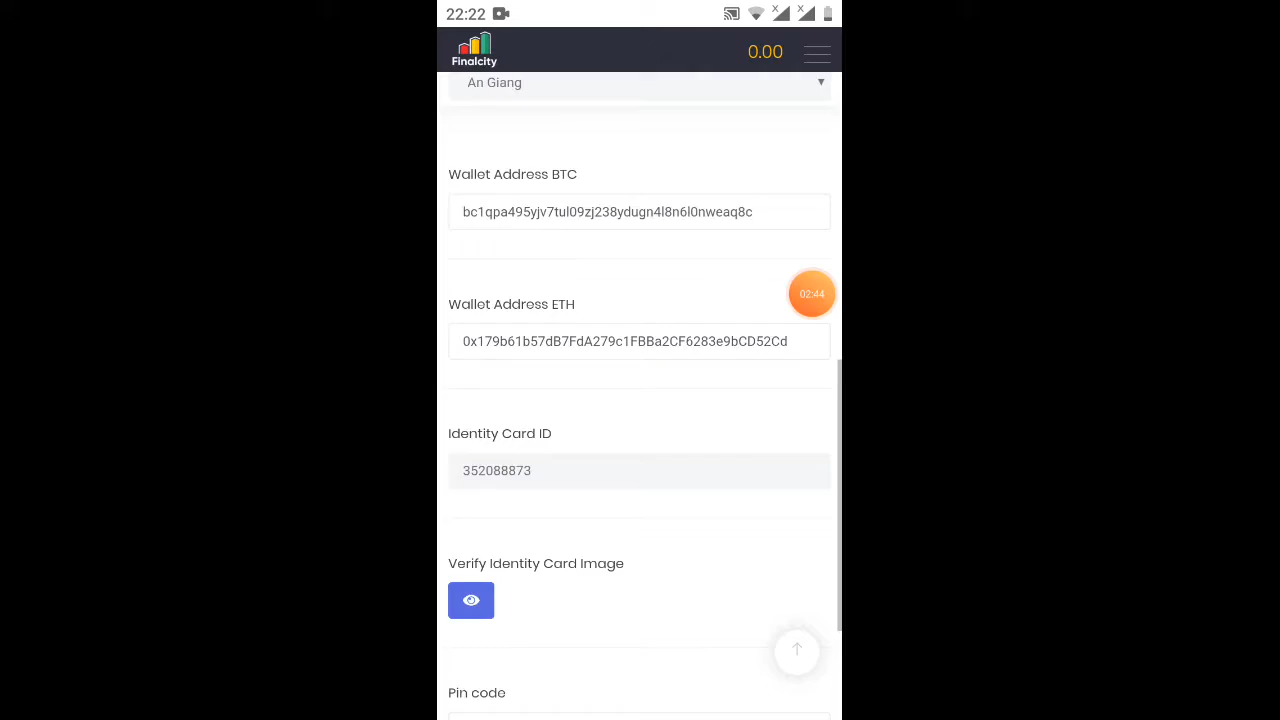 22:22
Finalcity
0.00
An Giang
Wallet Address BTC
bc1qpa495yjv7tul09zj238ydugn4l8n6l0nweaq8c
02:44
Wallet Address ETH
0x179b61b57dB7FdA279c1FBBa2CF6283e9bCD52Cd
Identity Card ID
352088873
Verify Identity Card Image
Pin code